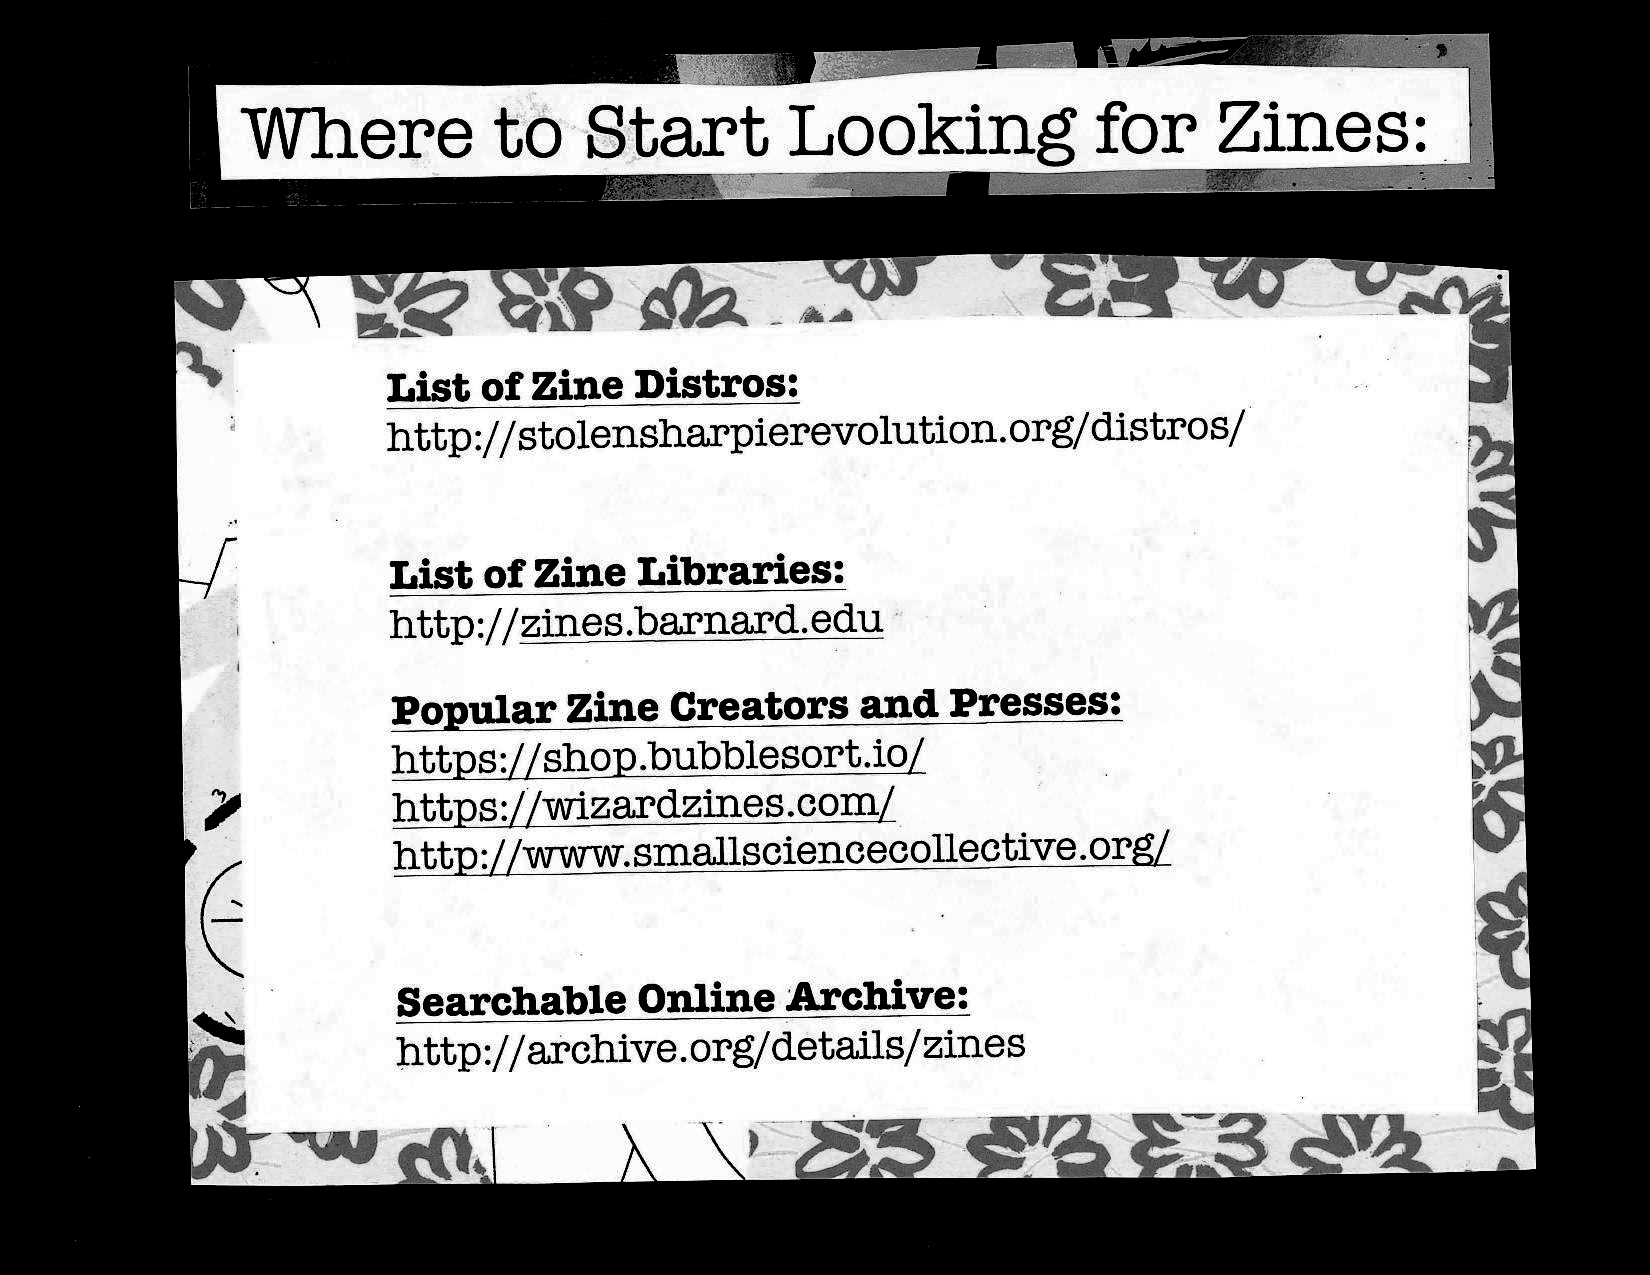 Where to Start Looking for Zines:
List of Zine Distros:
http://stolensharpierevolution.org/distros/
List of Zine Libraries:
http://zines.barnard.edu
Popular Zine Creators and Presses:
https://shop.bubblesort.io/
https://wizardzines.com/
http://www.smallsciencecollective.org/
Searchable Online Archive:
http://archive.org/details/zines